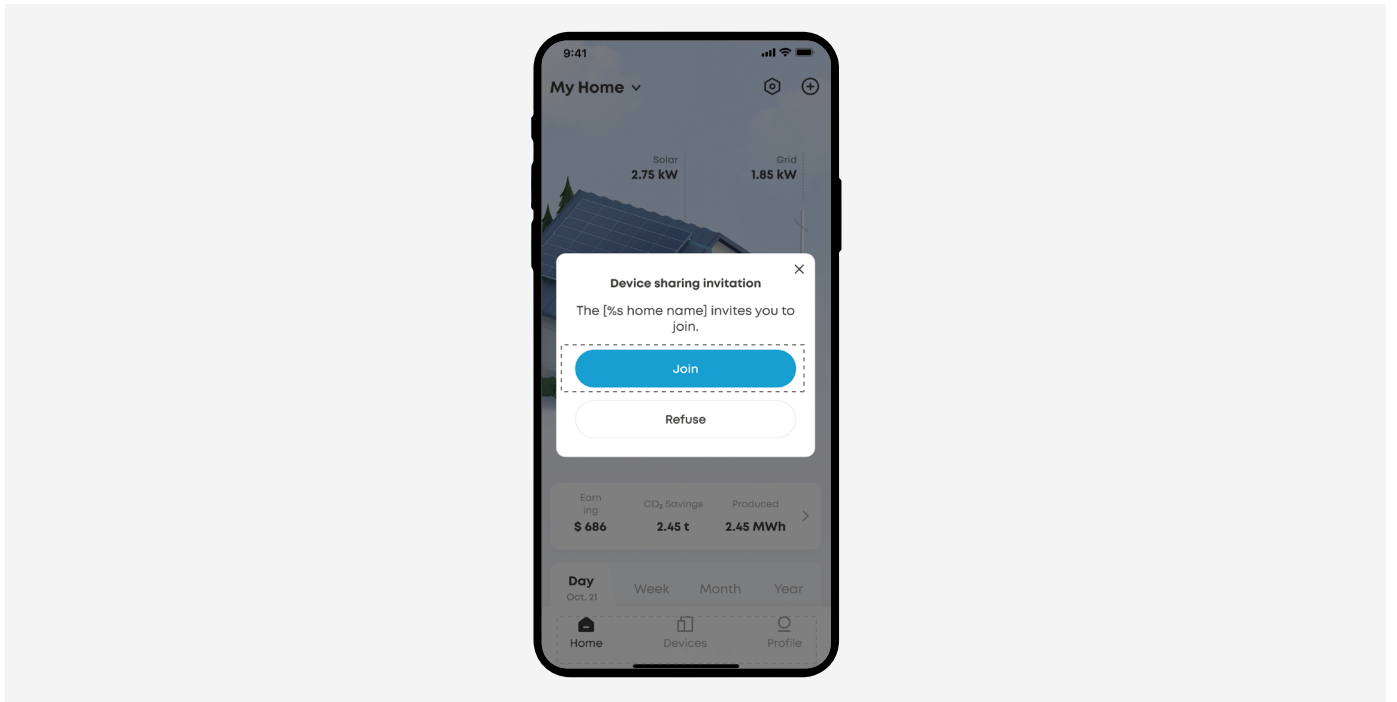 9:41
My Home
Solar
2.75 kW
Grid
1.85 kW
Device sharing invitation
The [%s home name] invites you to
join.
Join
Refuse
Earn
ing
$ 686
CO₂ Savings
2.45 t
Produced
2.45 MWh
Day
Oct. 21
Week
Month
Year
Home
Devices
Profile